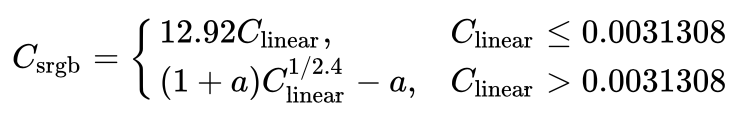 C_srgb = { 12.92C_linear, C_linear ≤ 0.0031308
(1 + a)C_linear^{1/2.4} − a, C_linear > 0.0031308